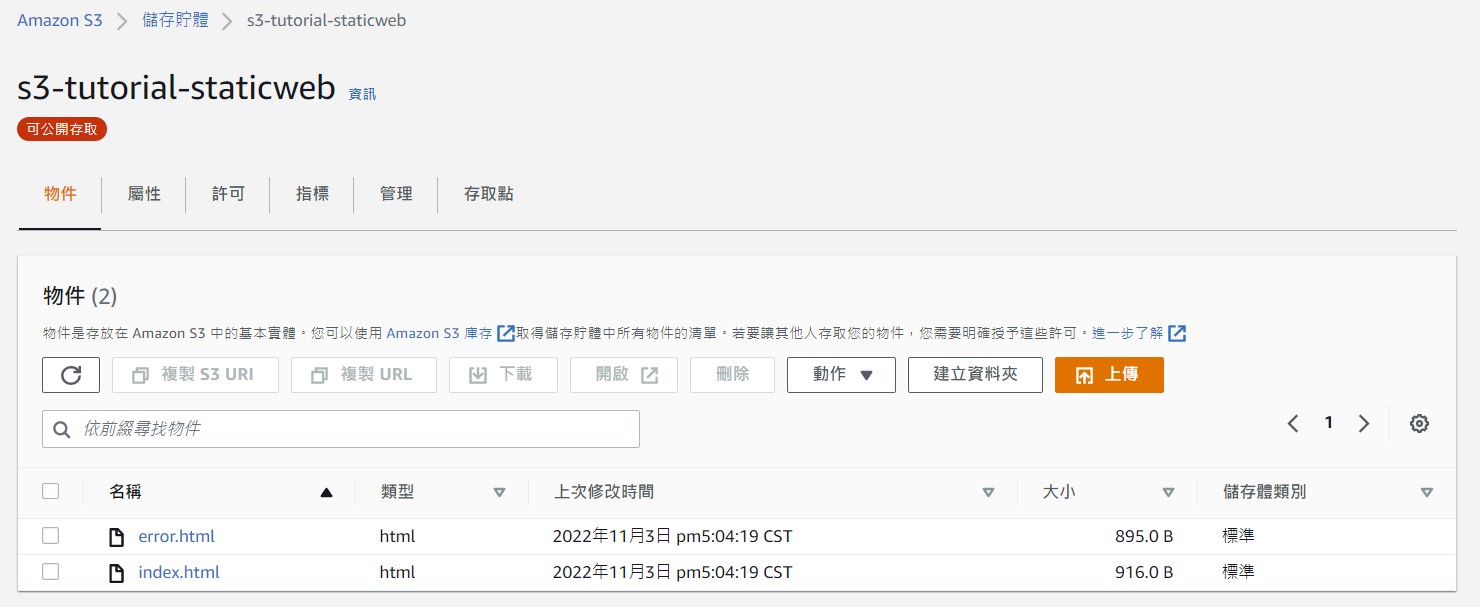 Amazon S3 > 儲存貯體 > s3-tutorial-staticweb
s3-tutorial-staticweb 資訊
可公開存取
物件 屬性 許可 指標 管理 存取點
物件 (2)
物件是存放在 Amazon S3 中的基本實體。您可以使用 Amazon S3 庫存 取得儲存貯體中所有物件的清單。若要讓其他人存取您的物件，您需要明確授予這些許可。進一步了解
複製 S3 URI 複製 URL 下載 開啟 刪除 動作 建立資料夾 上傳
依前綴尋找物件 1
名稱 類型 上次修改時間 大小 儲存體類別
error.html html 2022年11月3日 pm5:04:19 CST 895.0 B 標準
index.html html 2022年11月3日 pm5:04:19 CST 916.0 B 標準